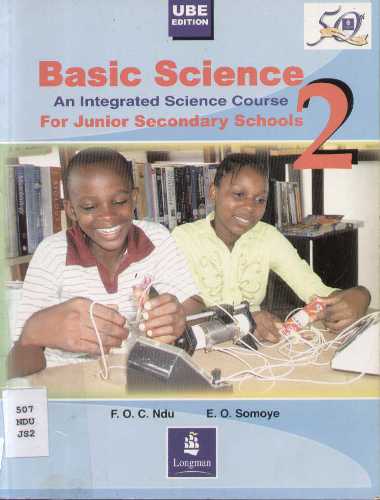 UBE
EDITION
50
Basic Science
An Integrated Science Course
For Junior Secondary Schools
2
F. O. C. Ndu
E. O. Somoye
507
NDU
JS2
Longman